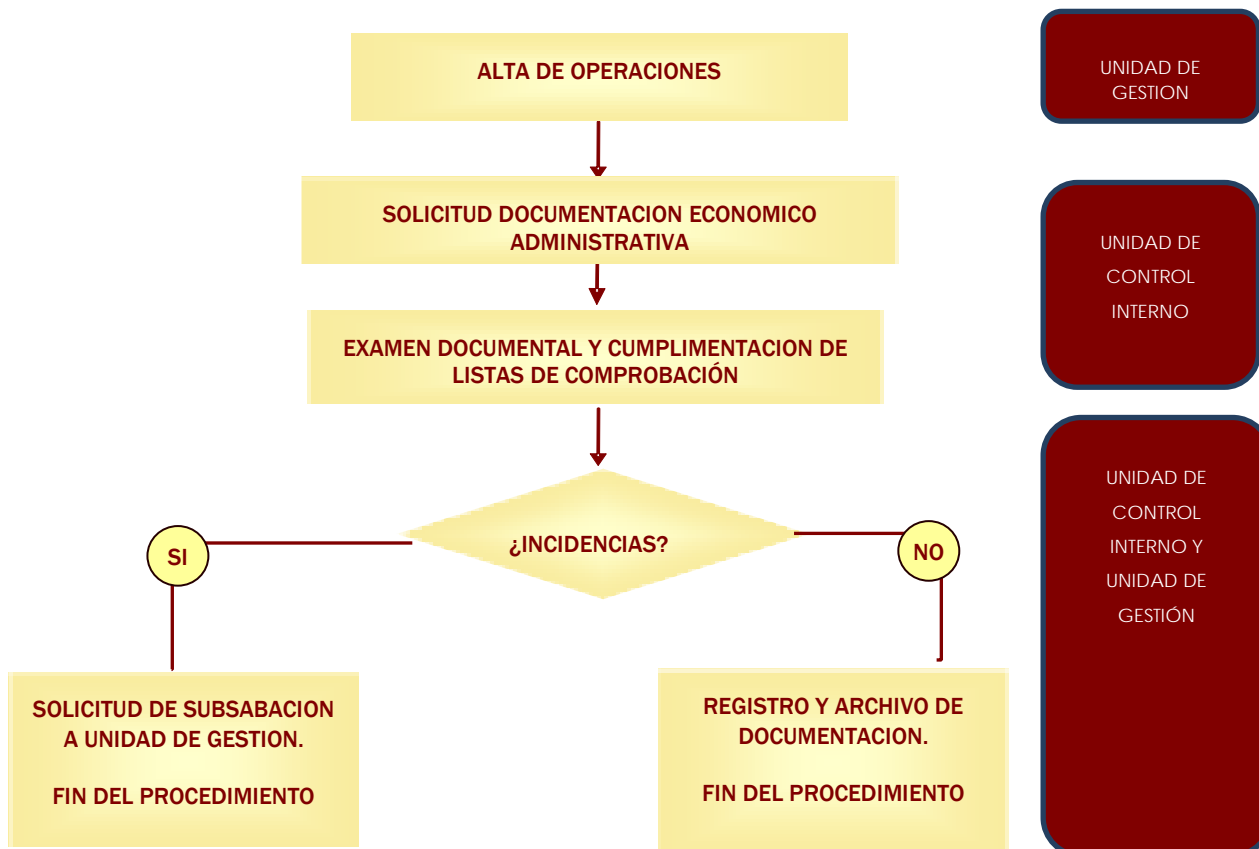 ALTA DE OPERACIONES
UNIDAD DE
GESTION
SOLICITUD DOCUMENTACION ECONOMICO
ADMINISTRATIVA
UNIDAD DE
CONTROL
INTERNO
EXAMEN DOCUMENTAL Y CUMPLIMENTACION DE
LISTAS DE COMPROBACIÓN
¿INCIDENCIAS?
SI
NO
UNIDAD DE
CONTROL
INTERNO Y
UNIDAD DE
GESTIÓN
SOLICITUD DE SUBSABACION
A UNIDAD DE GESTION.
FIN DEL PROCEDIMIENTO
REGISTRO Y ARCHIVO DE
DOCUMENTACION.
FIN DEL PROCEDIMIENTO